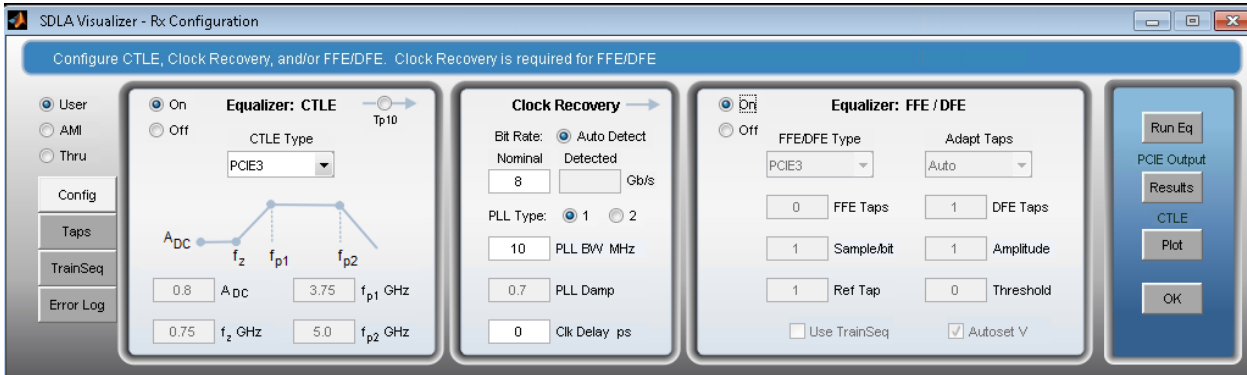 SDLA Visualizer - Rx Configuration
Configure CTLE, Clock Recovery, and/or FFE/DFE. Clock Recovery is required for FFE/DFE
User
AMI
Thru
Config
Taps
TrainSeq
Error Log
On
Off
Equalizer: CTLE
Tp10
CTLE Type
PCIE3
ADC
fz
fp1
fp2
0.8 ADC 3.75 fp1 GHz
0.75 fz GHz 5.0 fp2 GHz
Clock Recovery
Bit Rate: Auto Detect
Nominal Detected
8 Gb/s
PLL Type: 1 2
10 PLL BW MHz
0.7 PLL Damp
0 Clk Delay ps
On
Off
Equalizer: FFE / DFE
FFE/DFE Type Adapt Taps
PCIE3 Auto
0 FFE Taps 1 DFE Taps
1 Sample/bit 1 Amplitude
1 Ref Tap 0 Threshold
Use TrainSeq Autoset V
Run Eq
PCIE Output
Results
CTLE
Plot
OK